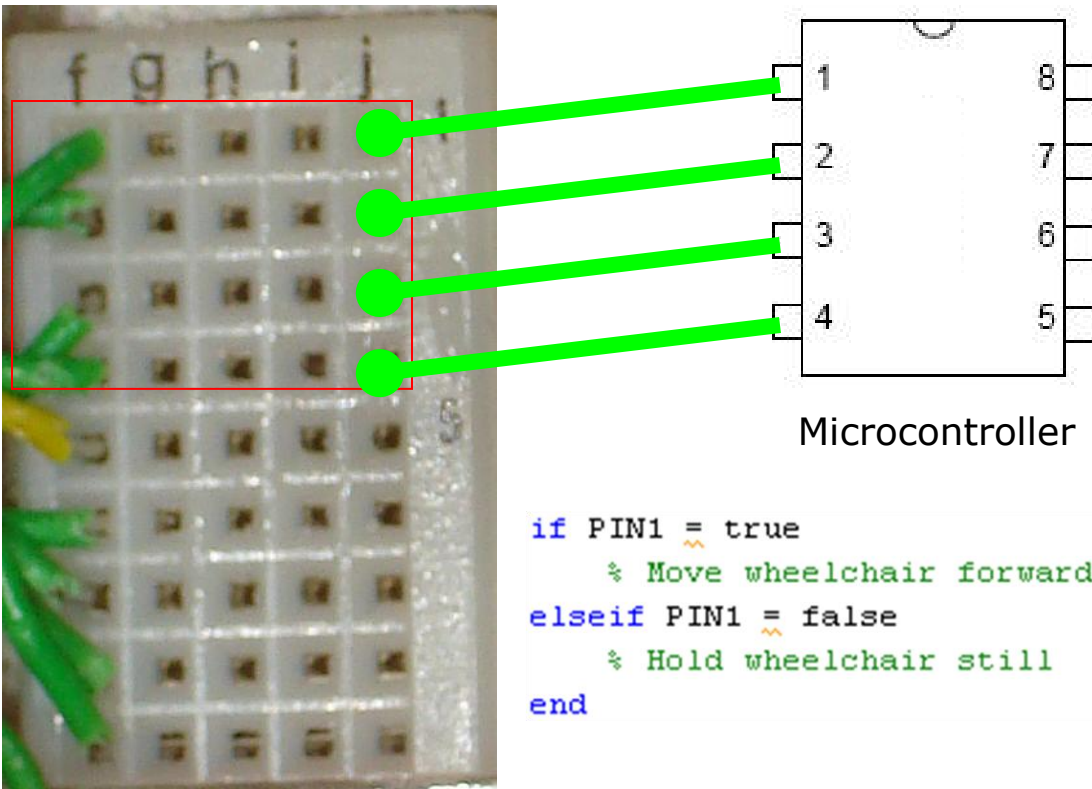 f g h i j
1
5
1 8
2 7
3 6
4 5
Microcontroller
if PIN1 = true
% Move wheelchair forward
elseif PIN1 = false
% Hold wheelchair still
end